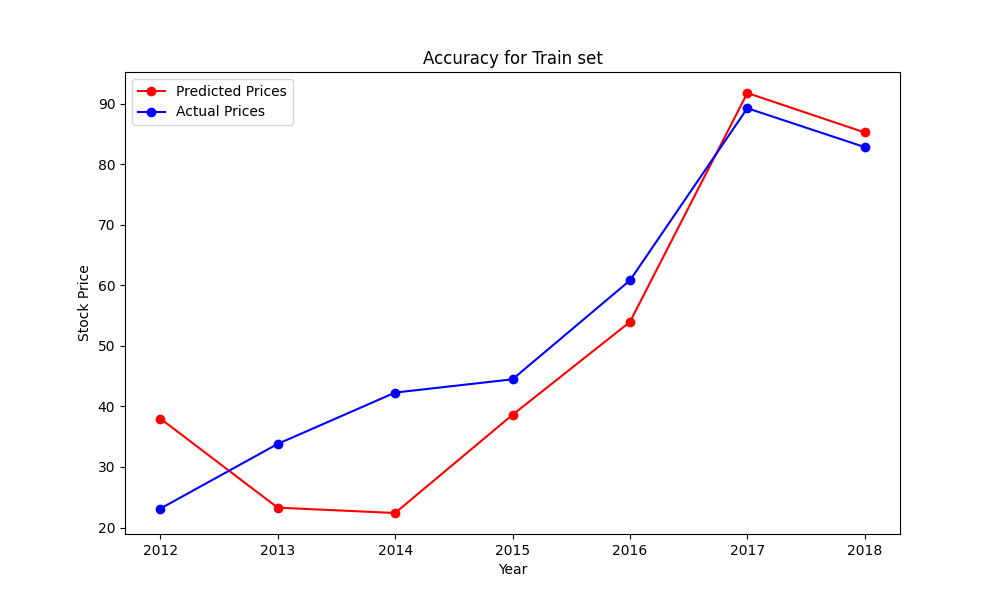 Accuracy for Train set
Predicted Prices
Actual Prices
90
80
70
60
50
40
30
20
Stock Price
2012 2013 2014 2015 2016 2017 2018
Year